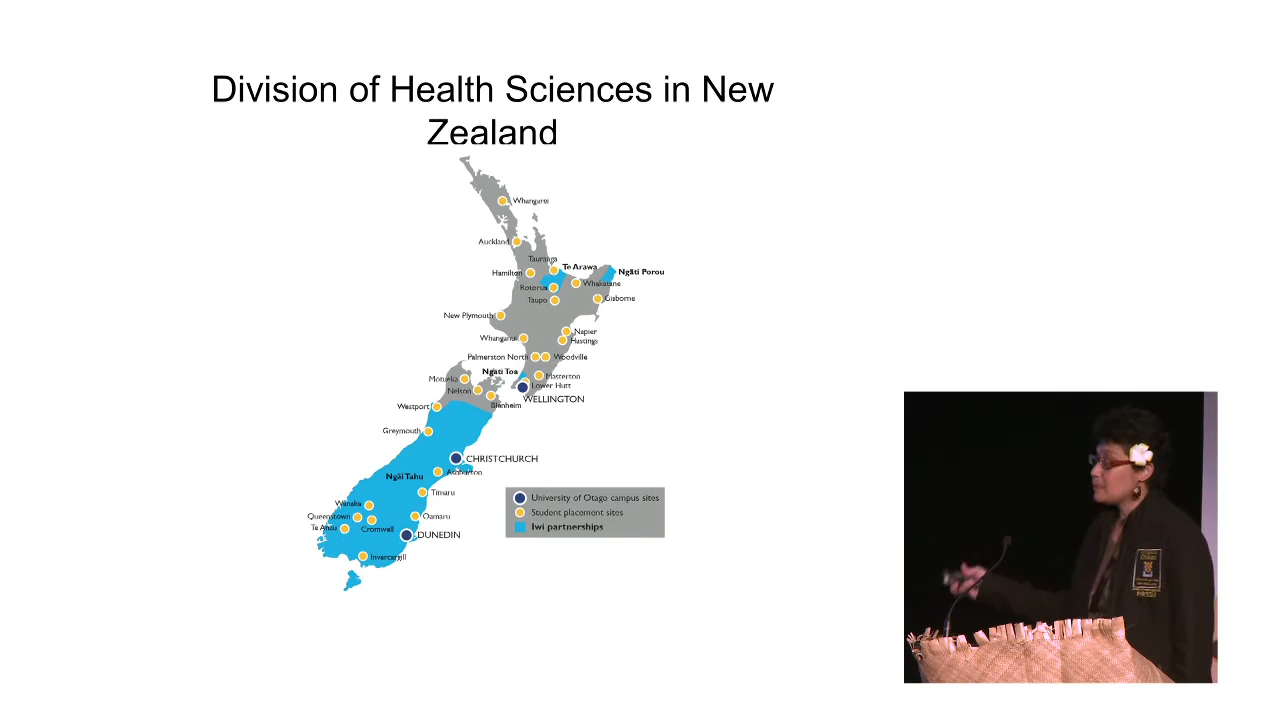 Division of Health Sciences in New
Zealand
Whangarei
Auckland
Tauranga
Te Arawa
Hamilton
Ngāti Porou
Rotorua
Whakatane
Taupo
Gisborne
New Plymouth
Napier
Whanganui
Hastings
Palmerston North
Woodville
Ngāti Toa
Motueka
Masterton
Lower Hutt
Nelson
WELLINGTON
Westport
Blenheim
Greymouth
CHRISTCHURCH
Ashburton
Ngāi Tahu
Timaru
Wanaka
Queenstown
Oamaru
Te Anau
Cromwell
DUNEDIN
Invercargill
University of Otago campus sites
Student placement sites
Iwi partnerships
OTAGO
PIRSSU